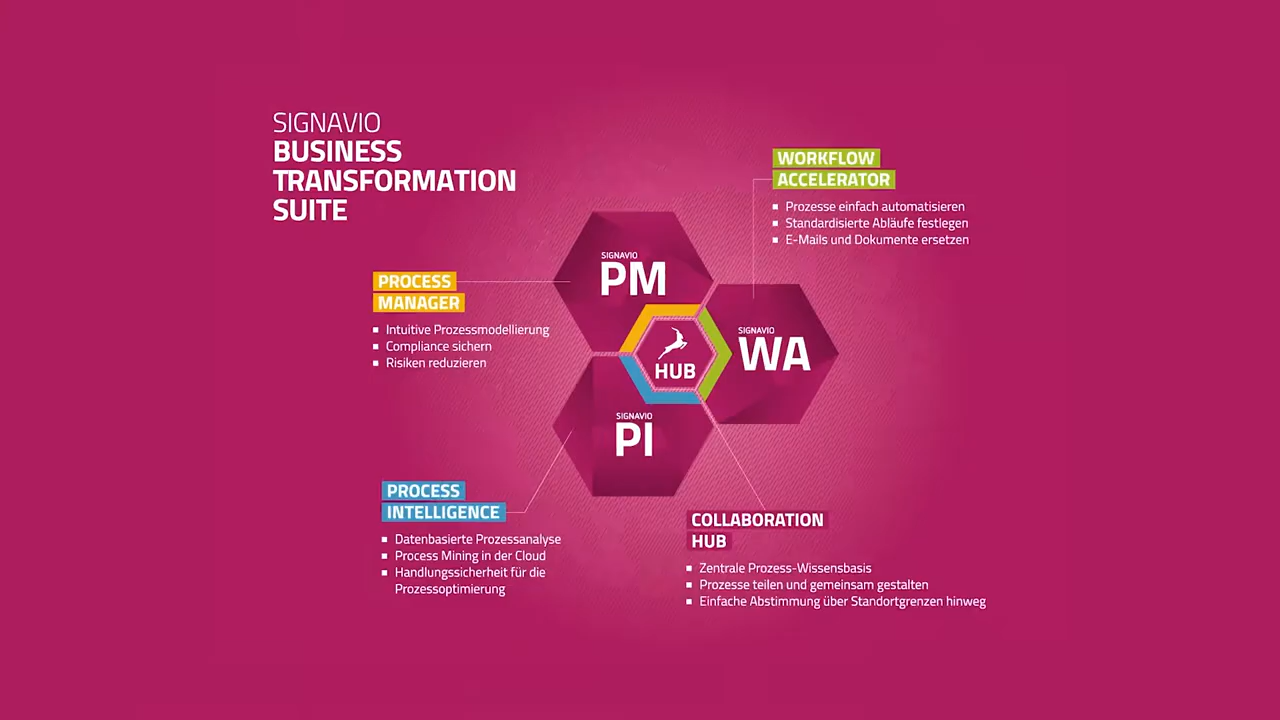 SIGNAVIO
BUSINESS
TRANSFORMATION
SUITE
WORKFLOW
ACCELERATOR
▪ Prozesse einfach automatisieren
▪ Standardisierte Abläufe festlegen
▪ E-Mails und Dokumente ersetzen
SIGNAVIO
PM
PROCESS
MANAGER
▪ Intuitive Prozessmodellierung
▪ Compliance sichern
▪ Risiken reduzieren
SIGNAVIO
WA
HUB
SIGNAVIO
PI
PROCESS
INTELLIGENCE
▪ Datenbasierte Prozessanalyse
▪ Process Mining in der Cloud
▪ Handlungssicherheit für die
Prozessoptimierung
COLLABORATION
HUB
▪ Zentrale Prozess-Wissensbasis
▪ Prozesse teilen und gemeinsam gestalten
▪ Einfache Abstimmung über Standortgrenzen hinweg